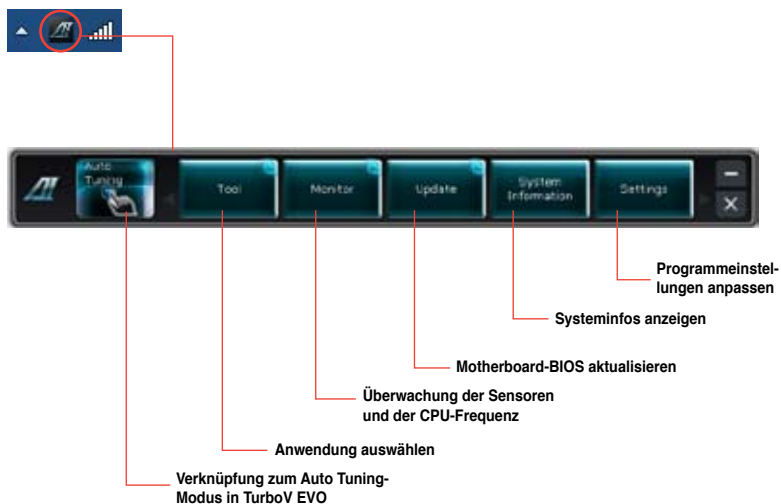 Auto
Tuning
Tool
Monitor
Update
System
Information
Settings
Programmeinstel-
lungen anpassen
Systeminfos anzeigen
Motherboard-BIOS aktualisieren
Überwachung der Sensoren
und der CPU-Frequenz
Anwendung auswählen
Verknüpfung zum Auto Tuning-
Modus in TurboV EVO